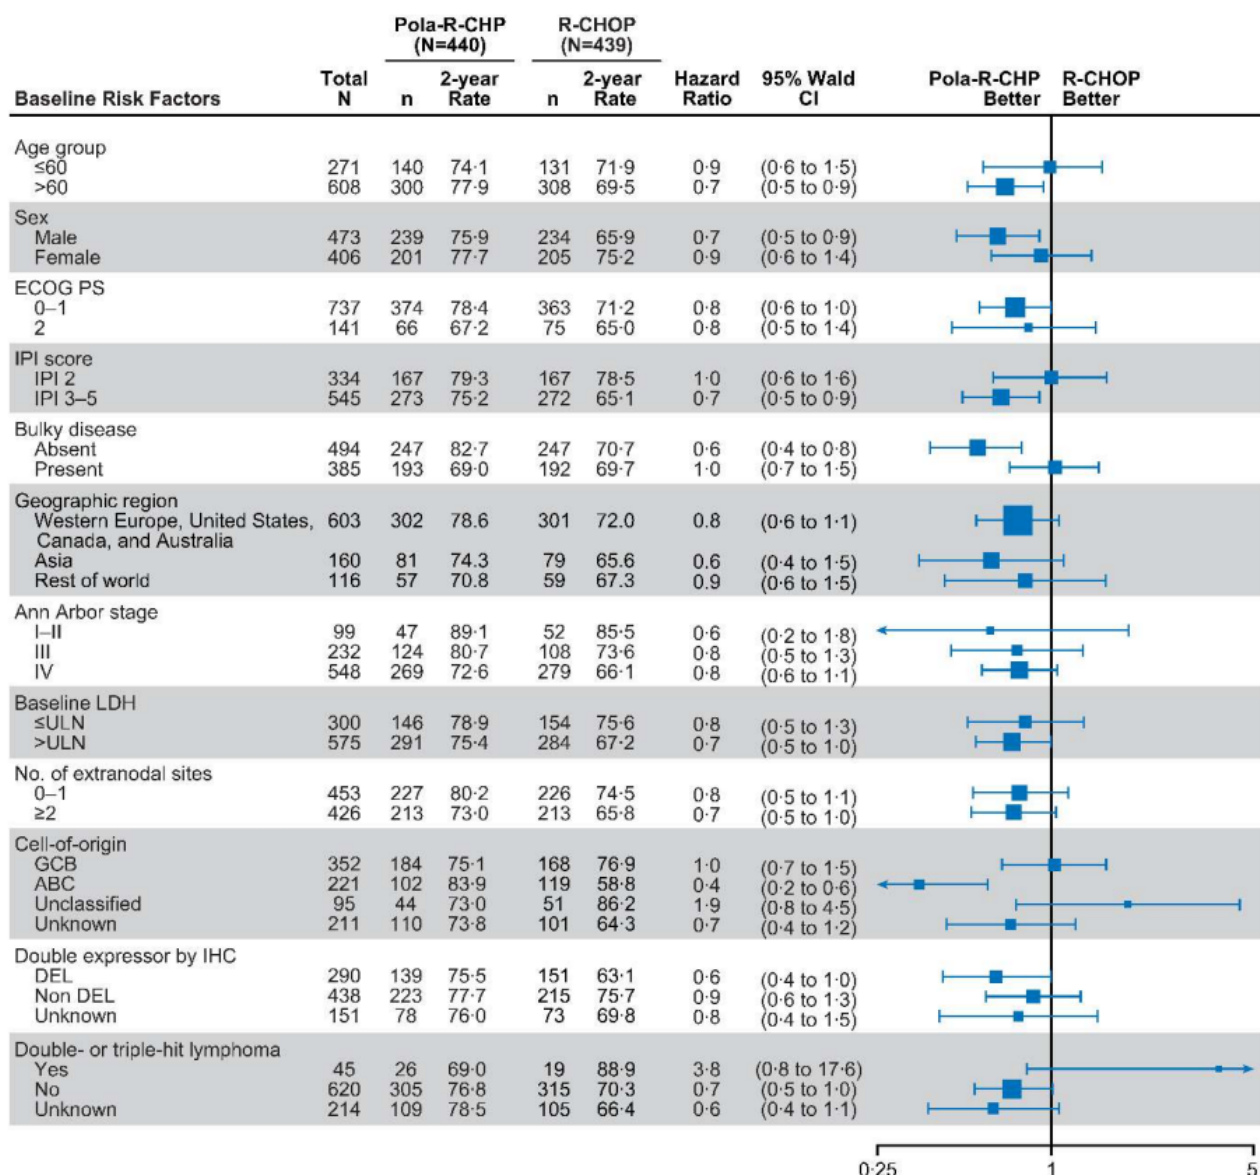 Pola-R-CHP R-CHOP
(N=440) (N=439)
Total 2-year 2-year Hazard 95% Wald Pola-R-CHP R-CHOP
Baseline Risk Factors N n Rate n Rate Ratio CI Better Better
Age group
≤60 271 140 74·1 131 71·9 0·9 (0·6 to 1·5)
>60 608 300 77·9 308 69·5 0·7 (0·5 to 0·9)
Sex
Male 473 239 75·9 234 65·9 0·7 (0·5 to 0·9)
Female 406 201 77·7 205 75·2 0·9 (0·6 to 1·4)
ECOG PS
0–1 737 374 78·4 363 71·2 0·8 (0·6 to 1·0)
2 141 66 67·2 75 65·0 0·8 (0·5 to 1·4)
IPI score
IPI 2 334 167 79·3 167 78·5 1·0 (0·6 to 1·6)
IPI 3–5 545 273 75·2 272 65·1 0·7 (0·5 to 0·9)
Bulky disease
Absent 494 247 82·7 247 70·7 0·6 (0·4 to 0·8)
Present 385 193 69·0 192 69·7 1·0 (0·7 to 1·5)
Geographic region
Western Europe, United States, 603 302 78.6 301 72.0 0.8 (0·6 to 1·1)
Canada, and Australia
Asia 160 81 74.3 79 65.6 0.6 (0·4 to 1·5)
Rest of world 116 57 70.8 59 67.3 0.9 (0·6 to 1·5)
Ann Arbor stage
I–II 99 47 89·1 52 85·5 0·6 (0·2 to 1·8)
III 232 124 80·7 108 73·6 0·8 (0·5 to 1·3)
IV 548 269 72·6 279 66·1 0·8 (0·6 to 1·1)
Baseline LDH
≤ULN 300 146 78·9 154 75·6 0·8 (0·5 to 1·3)
>ULN 575 291 75·4 284 67·2 0·7 (0·5 to 1·0)
No. of extranodal sites
0–1 453 227 80·2 226 74·5 0·8 (0·5 to 1·1)
≥2 426 213 73·0 213 65·8 0·7 (0·5 to 1·0)
Cell-of-origin
GCB 352 184 75·1 168 76·9 1·0 (0·7 to 1·5)
ABC 221 102 83·9 119 58·8 0·4 (0·2 to 0·6)
Unclassified 95 44 73·0 51 86·2 1·9 (0·8 to 4·5)
Unknown 211 110 73·8 101 64·3 0·7 (0·4 to 1·2)
Double expressor by IHC
DEL 290 139 75·5 151 63·1 0·6 (0·4 to 1·0)
Non DEL 438 223 77·7 215 75·7 0·9 (0·6 to 1·3)
Unknown 151 78 76·0 73 69·8 0·8 (0·4 to 1·5)
Double- or triple-hit lymphoma
Yes 45 26 69·0 19 88·9 3·8 (0·8 to 17·6)
No 620 305 76·8 315 70·3 0·7 (0·5 to 1·0)
Unknown 214 109 78·5 105 66·4 0·6 (0·4 to 1·1)
0·25 1 5